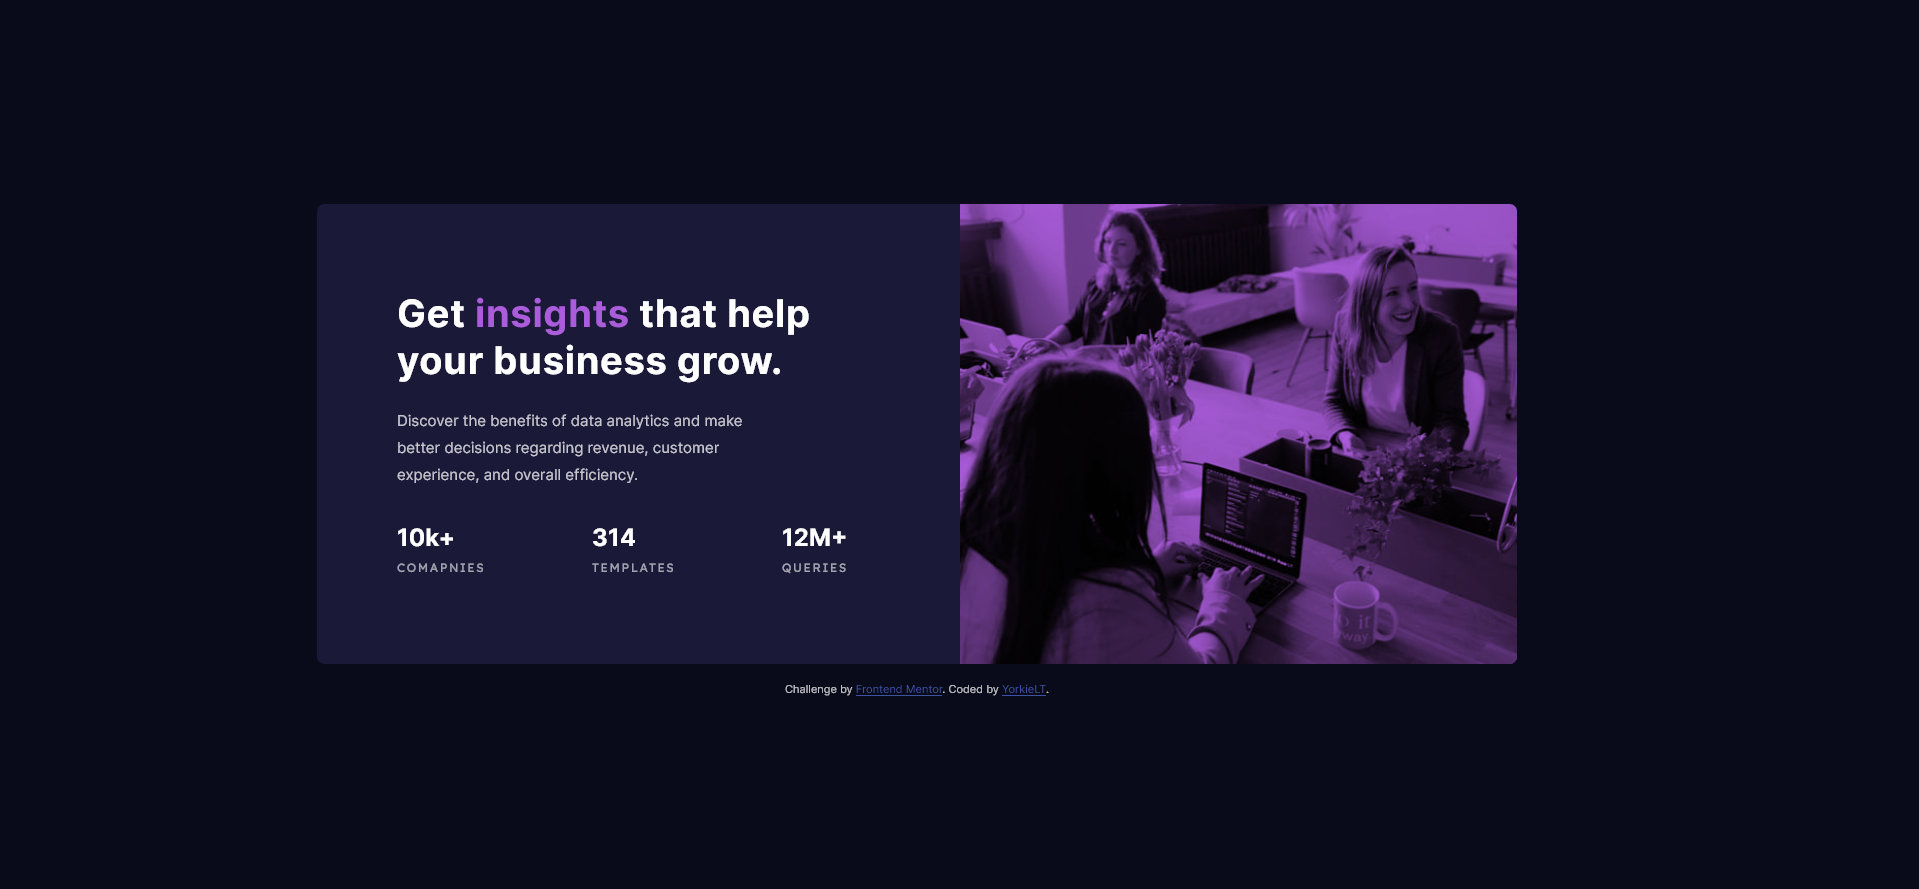 Get insights that help
your business grow.
Discover the benefits of data analytics and make
better decisions regarding revenue, customer
experience, and overall efficiency.
10k+ 314 12M+
COMAPNIES TEMPLATES QUERIES
Challenge by Frontend Mentor. Coded by YorkieLT.